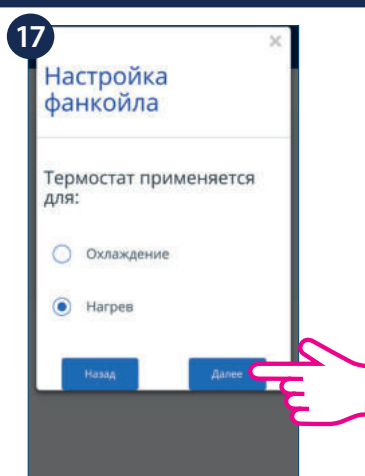 17
×
Настройка
фанкойла
Термостат применяется
для:
Охлаждение
Нагрев
Назад
Далее